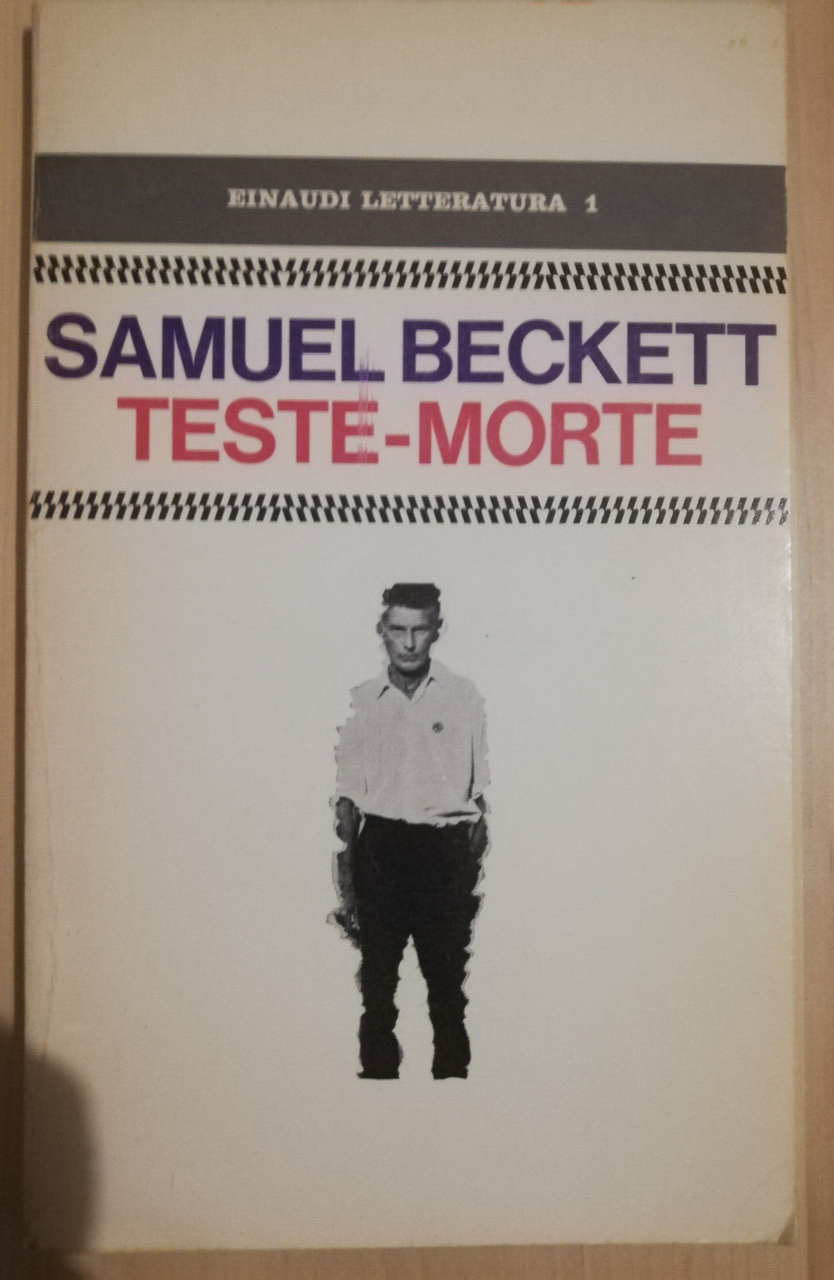 EINAUDI LETTERATURA 1
SAMUEL BECKETT
TESTE-MORTE